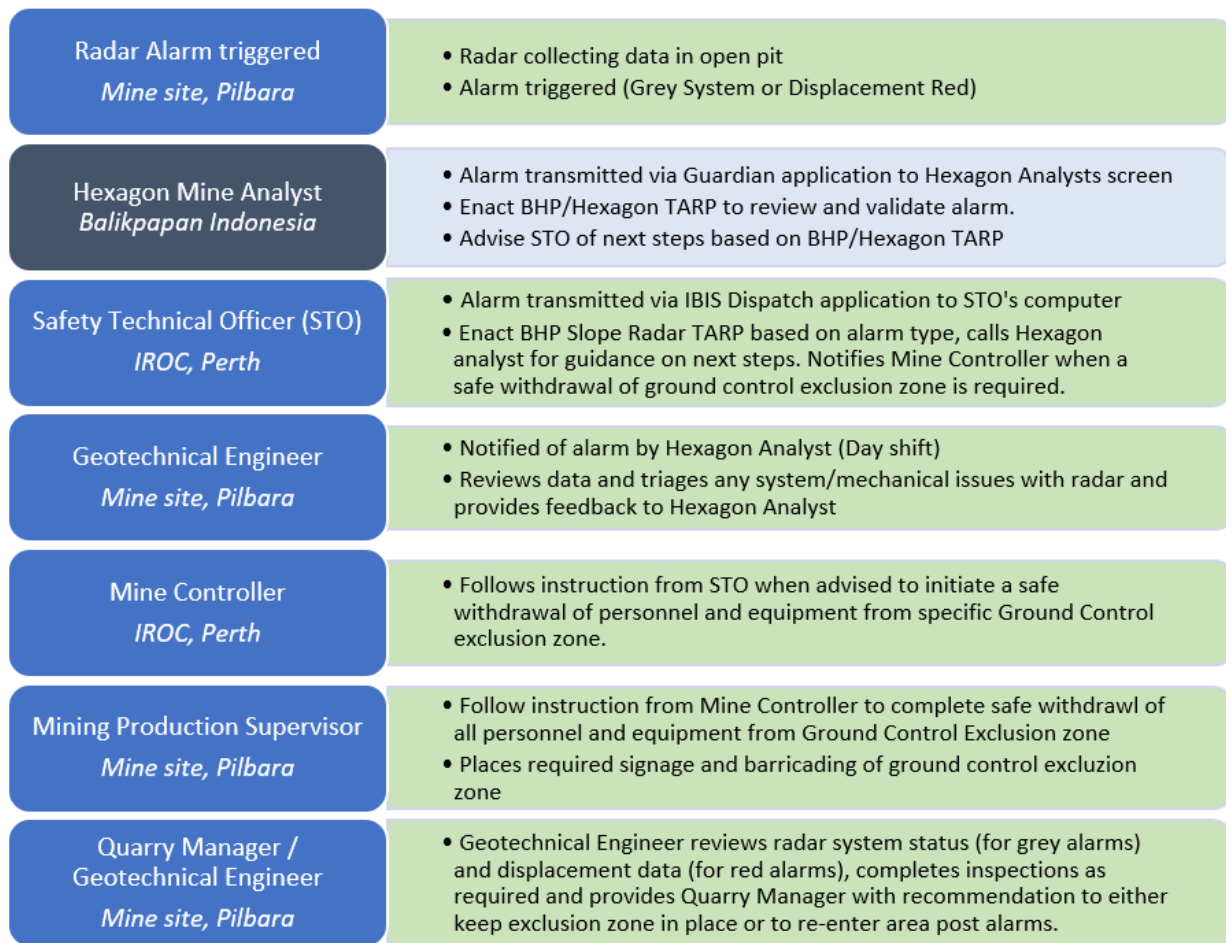 Radar Alarm triggered
Mine site, Pilbara
• Radar collecting data in open pit
• Alarm triggered (Grey System or Displacement Red)
Hexagon Mine Analyst
Balikpapan Indonesia
• Alarm transmitted via Guardian application to Hexagon Analysts screen
• Enact BHP/Hexagon TARP to review and validate alarm.
• Advise STO of next steps based on BHP/Hexagon TARP
Safety Technical Officer (STO)
IROC, Perth
• Alarm transmitted via IBIS Dispatch application to STO's computer
• Enact BHP Slope Radar TARP based on alarm type, calls Hexagon
analyst for guidance on next steps. Notifies Mine Controller when a
safe withdrawal of ground control exclusion zone is required.
Geotechnical Engineer
Mine site, Pilbara
• Notified of alarm by Hexagon Analyst (Day shift)
• Reviews data and triages any system/mechanical issues with radar and
provides feedback to Hexagon Analyst
Mine Controller
IROC, Perth
• Follows instruction from STO when advised to initiate a safe
withdrawal of personnel and equipment from specific Ground Control
exclusion zone.
Mining Production Supervisor
Mine site, Pilbara
• Follow instruction from Mine Controller to complete safe withdrawl of
all personnel and equipment from Ground Control Exclusion zone
• Places required signage and barricading of ground control excluzion
zone
Quarry Manager /
Geotechnical Engineer
Mine site, Pilbara
• Geotechnical Engineer reviews radar system status (for grey alarms)
and displacement data (for red alarms), completes inspections as
required and provides Quarry Manager with recommendation to either
keep exclusion zone in place or to re-enter area post alarms.